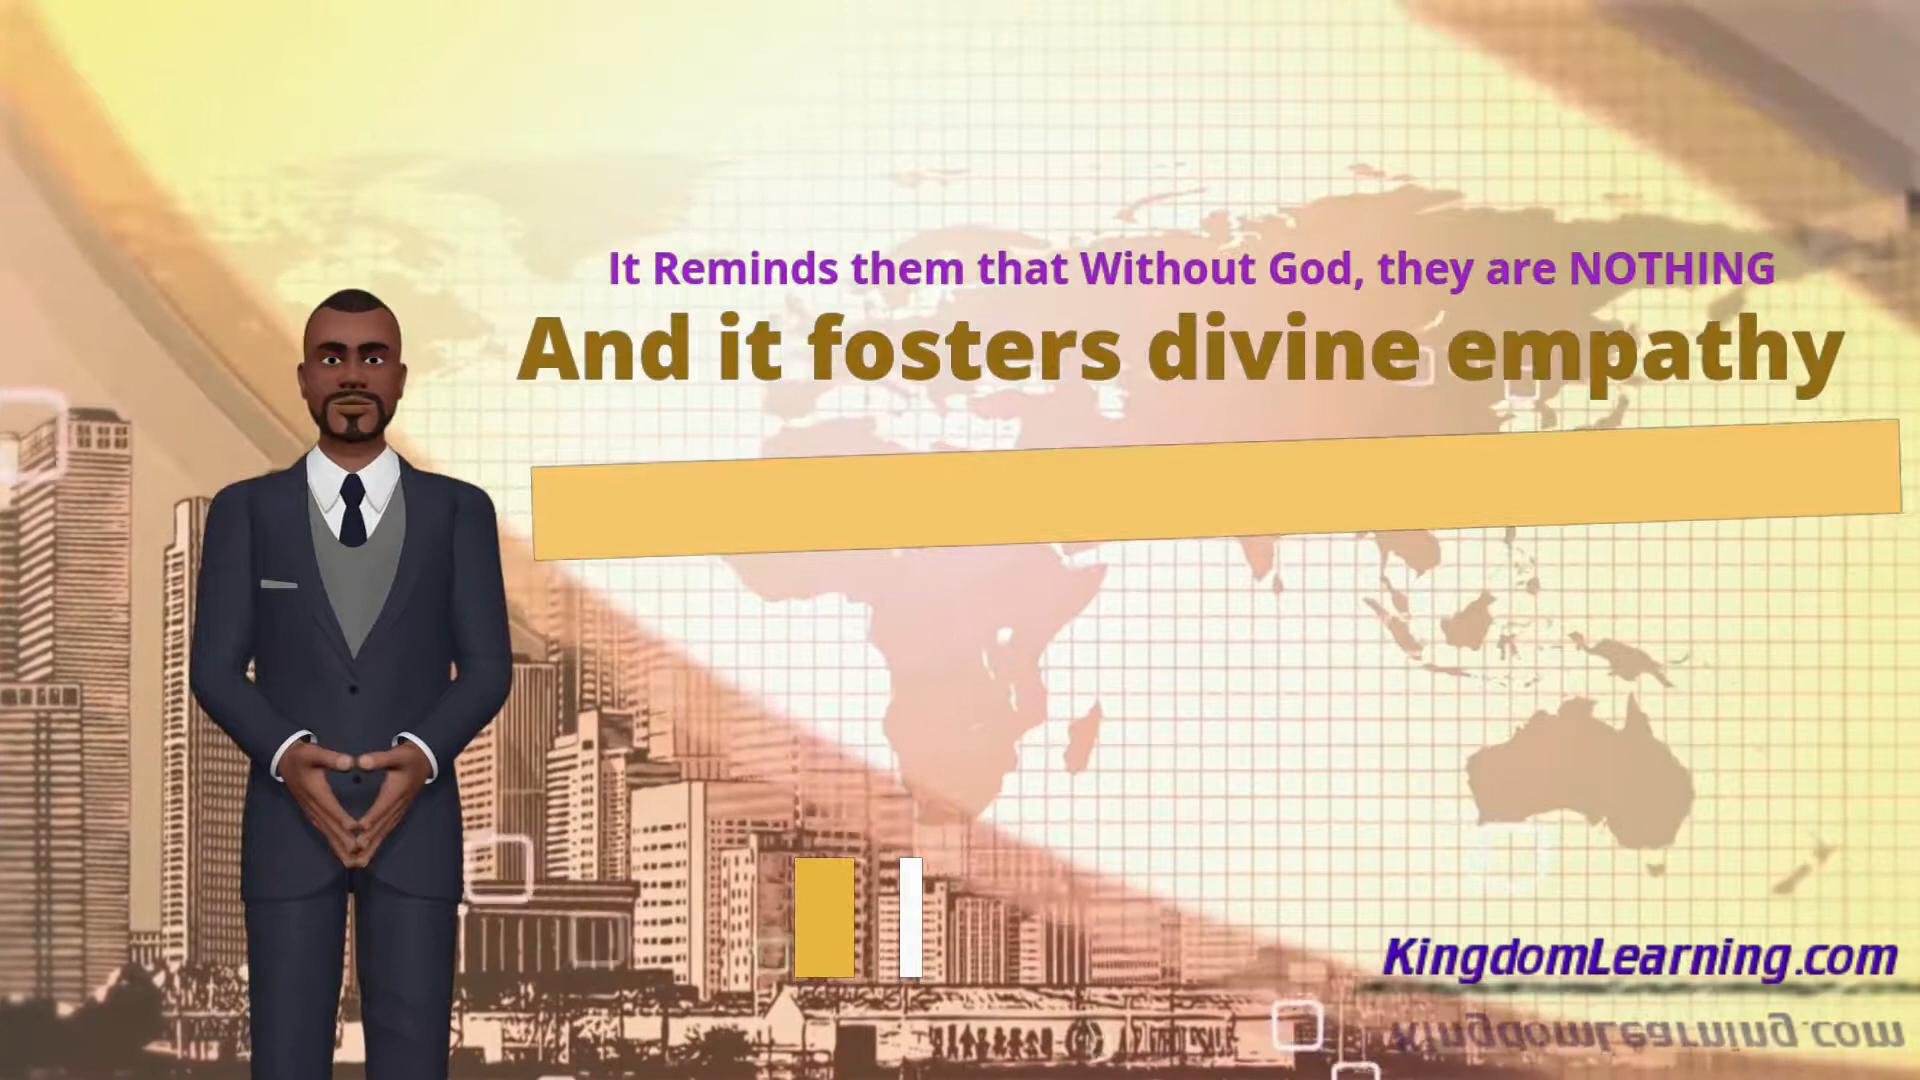 It Reminds them that Without God, they are NOTHING
And it fosters divine empathy
KingdomLearning.com